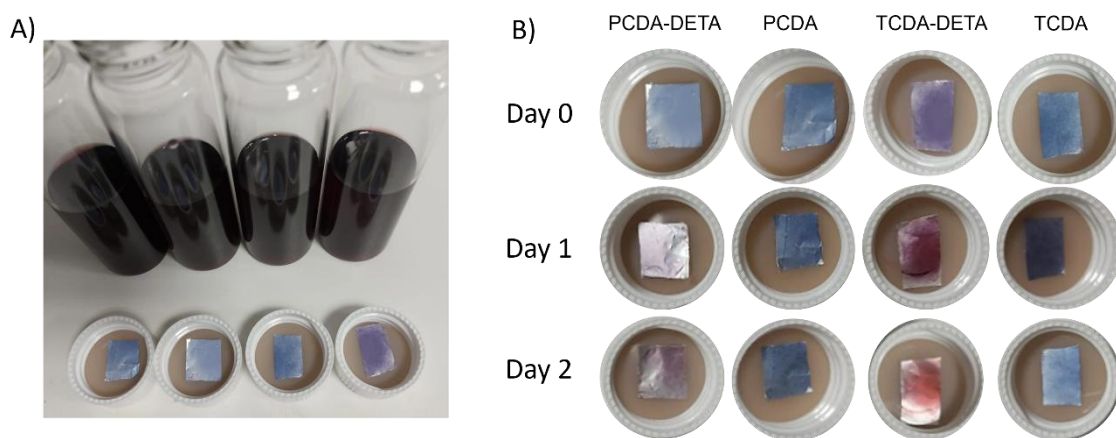 A)
B)
PCDA-DETA PCDA TCDA-DETA TCDA
Day 0
Day 1
Day 2